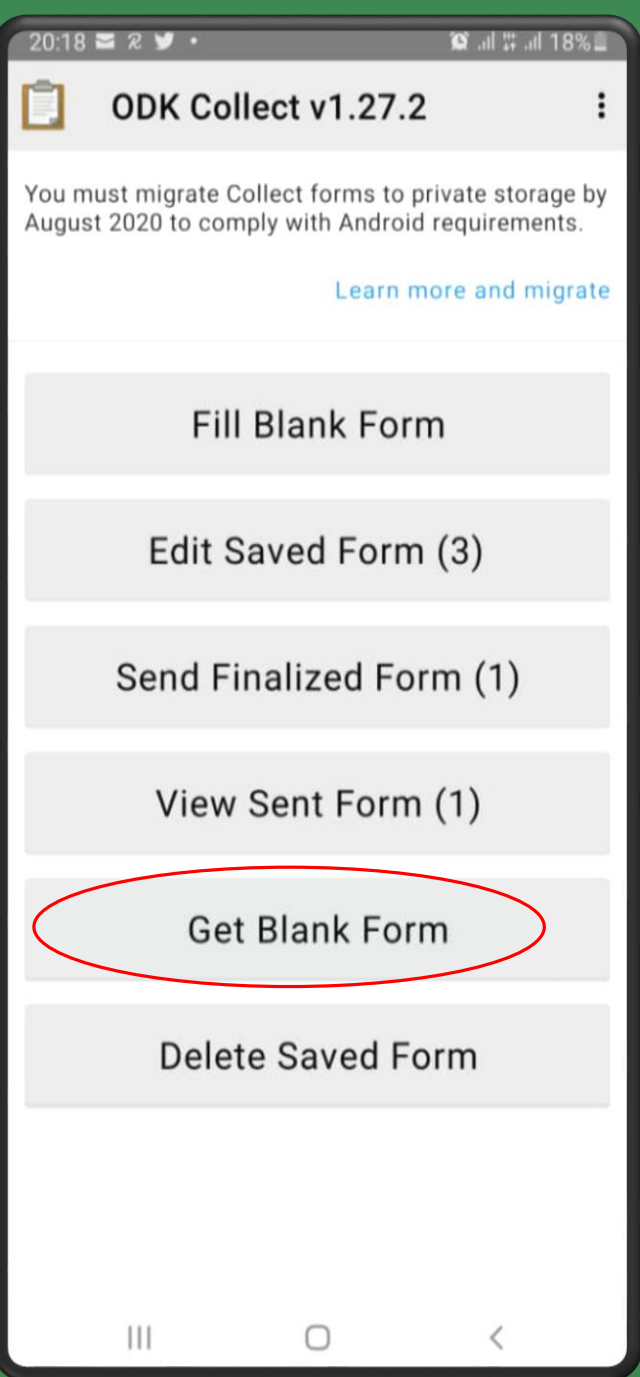 20:18 18%
ODK Collect v1.27.2
You must migrate Collect forms to private storage by
August 2020 to comply with Android requirements.
Learn more and migrate
Fill Blank Form
Edit Saved Form (3)
Send Finalized Form (1)
View Sent Form (1)
Get Blank Form
Delete Saved Form